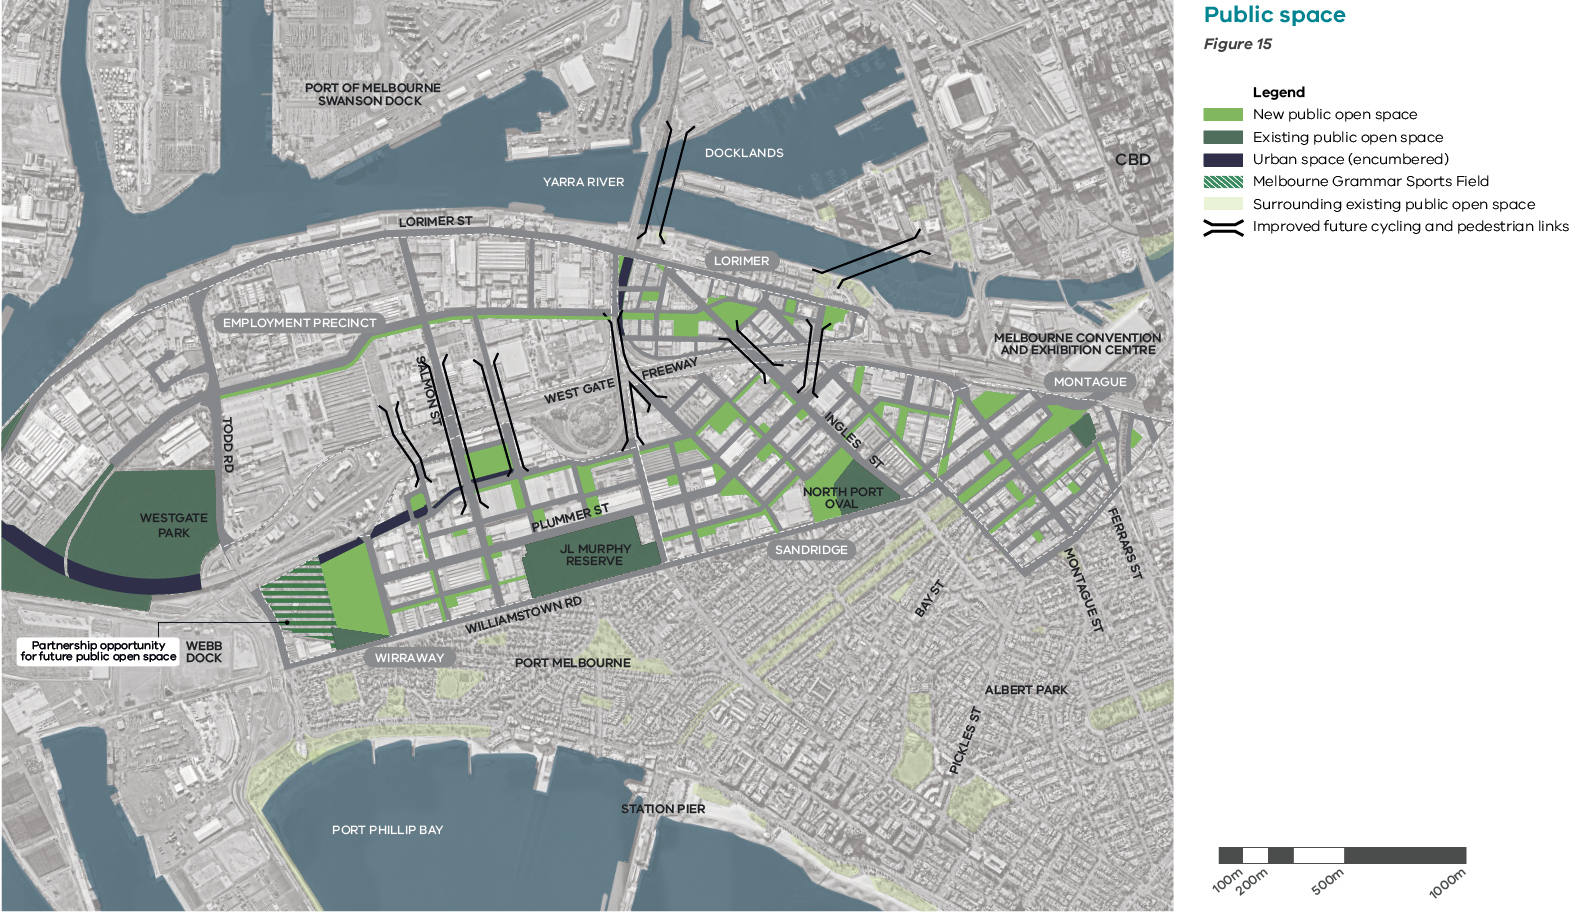 Public space
Figure 15
Legend
New public open space
Existing public open space
Urban space (encumbered)
Melbourne Grammar Sports Field
Surrounding existing public open space
Improved future cycling and pedestrian links
PORT OF MELBOURNE
SWANSON DOCK
DOCKLANDS
CBD
YARRA RIVER
LORIMER ST
LORIMER
EMPLOYMENT PRECINCT
MELBOURNE CONVENTION
AND EXHIBITION CENTRE
SALMON ST
WEST GATE FREEWAY
MONTAGUE
TODD RD
INGLES ST
WESTGATE
PARK
PLUMMER ST
NORTH PORT
OVAL
JL MURPHY
RESERVE
SANDRIDGE
FERRARS ST
MONTAGUE ST
BAY ST
WILLIAMSTOWN RD
Partnership opportunity
for future public open space
WEBB
DOCK
WIRRAWAY
PORT MELBOURNE
ALBERT PARK
PICKLES ST
STATION PIER
PORT PHILLIP BAY
100m
200m
500m
1000m